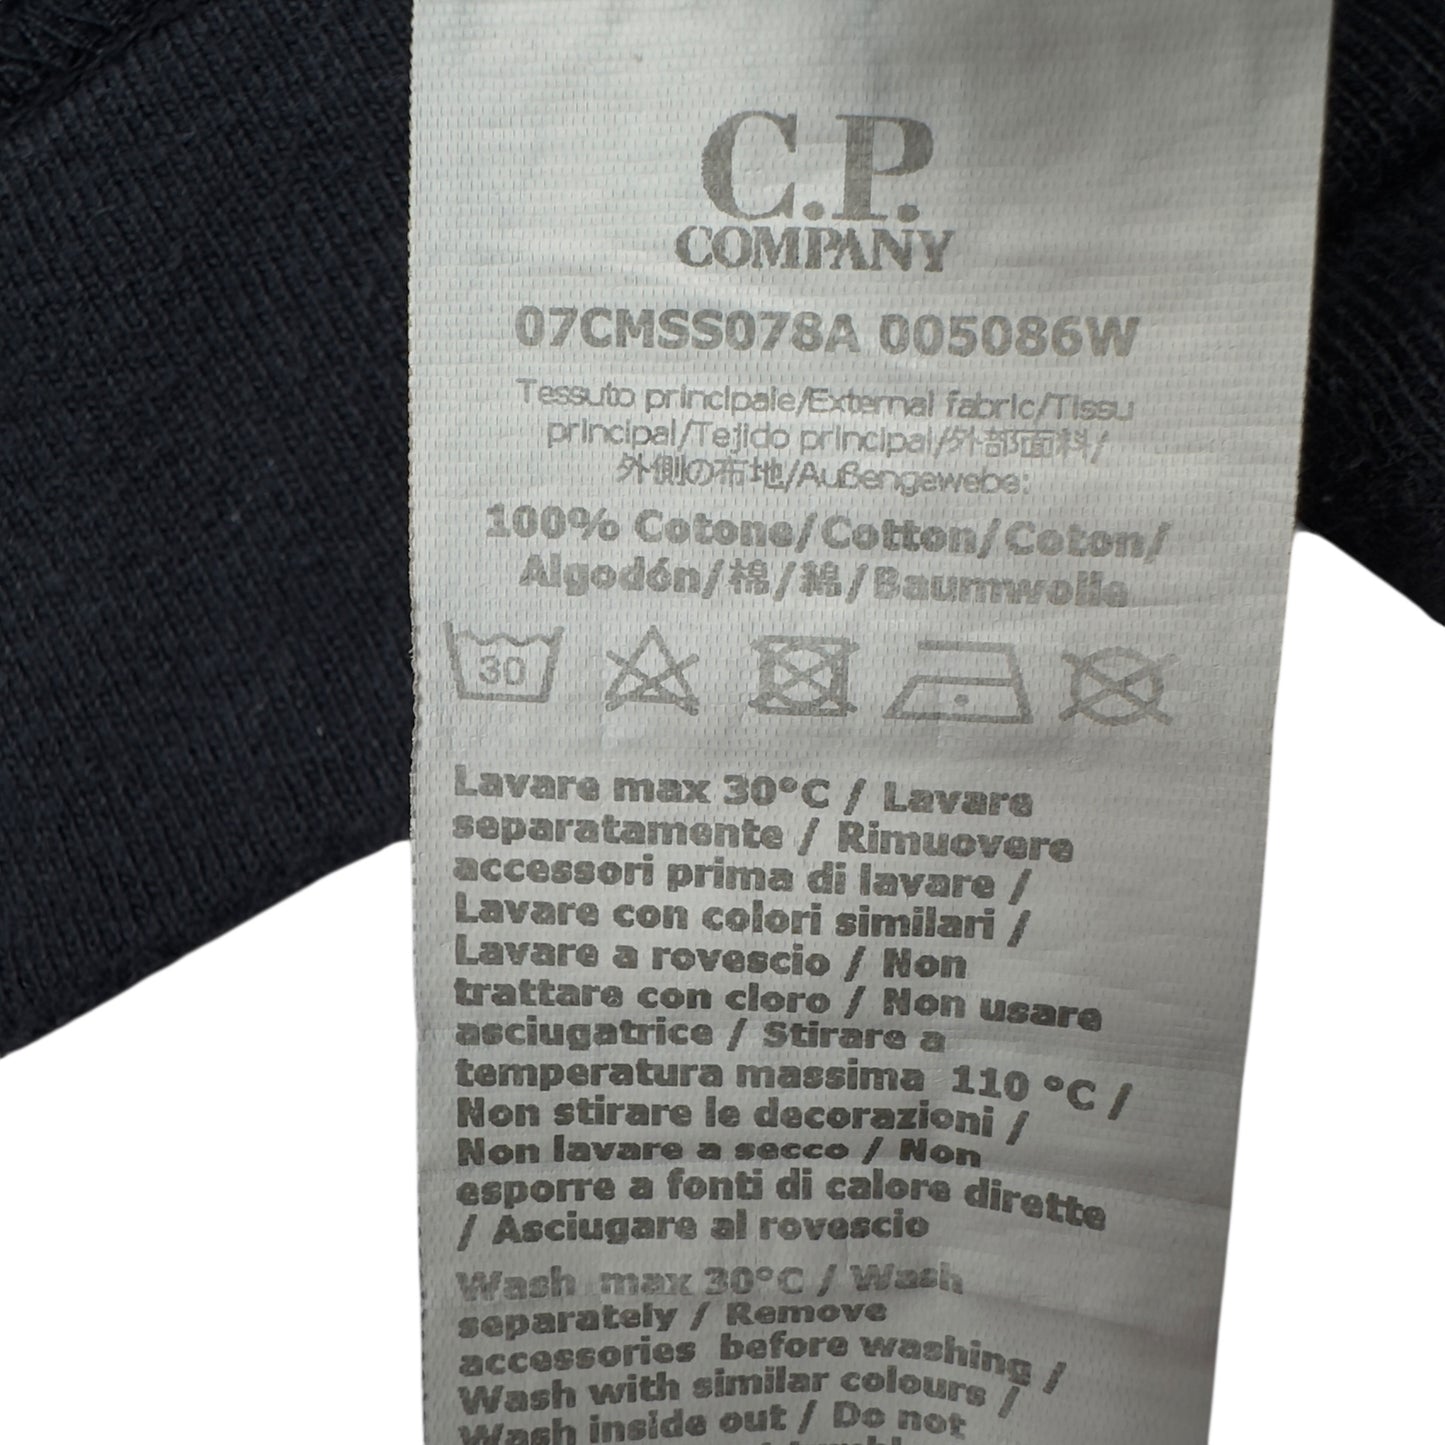 C.P.
COMPANY
07CMSS078A 005086W
Tessuto principale/External fabric/Tissu
principal/Tejido principal/外部面料/
外側の布地/Außengewebe:
100% Cotone/Cotton/Coton/
Algodón/棉/綿/Baumwolle
30
Lavare max 30°C / Lavare
separatamente / Rimuovere
accessori prima di lavare /
Lavare con colori similari /
Lavare a rovescio / Non
trattare con cloro / Non usare
asciugatrice / Stirare a
temperatura massima 110 °C /
Non stirare le decorazioni /
Non lavare a secco / Non
esporre a fonti di calore dirette
/ Asciugare al rovescio
Wash max 30°C / Wash
separately / Remove
accessories before washing /
Wash with similar colours /
Wash inside out / Do not